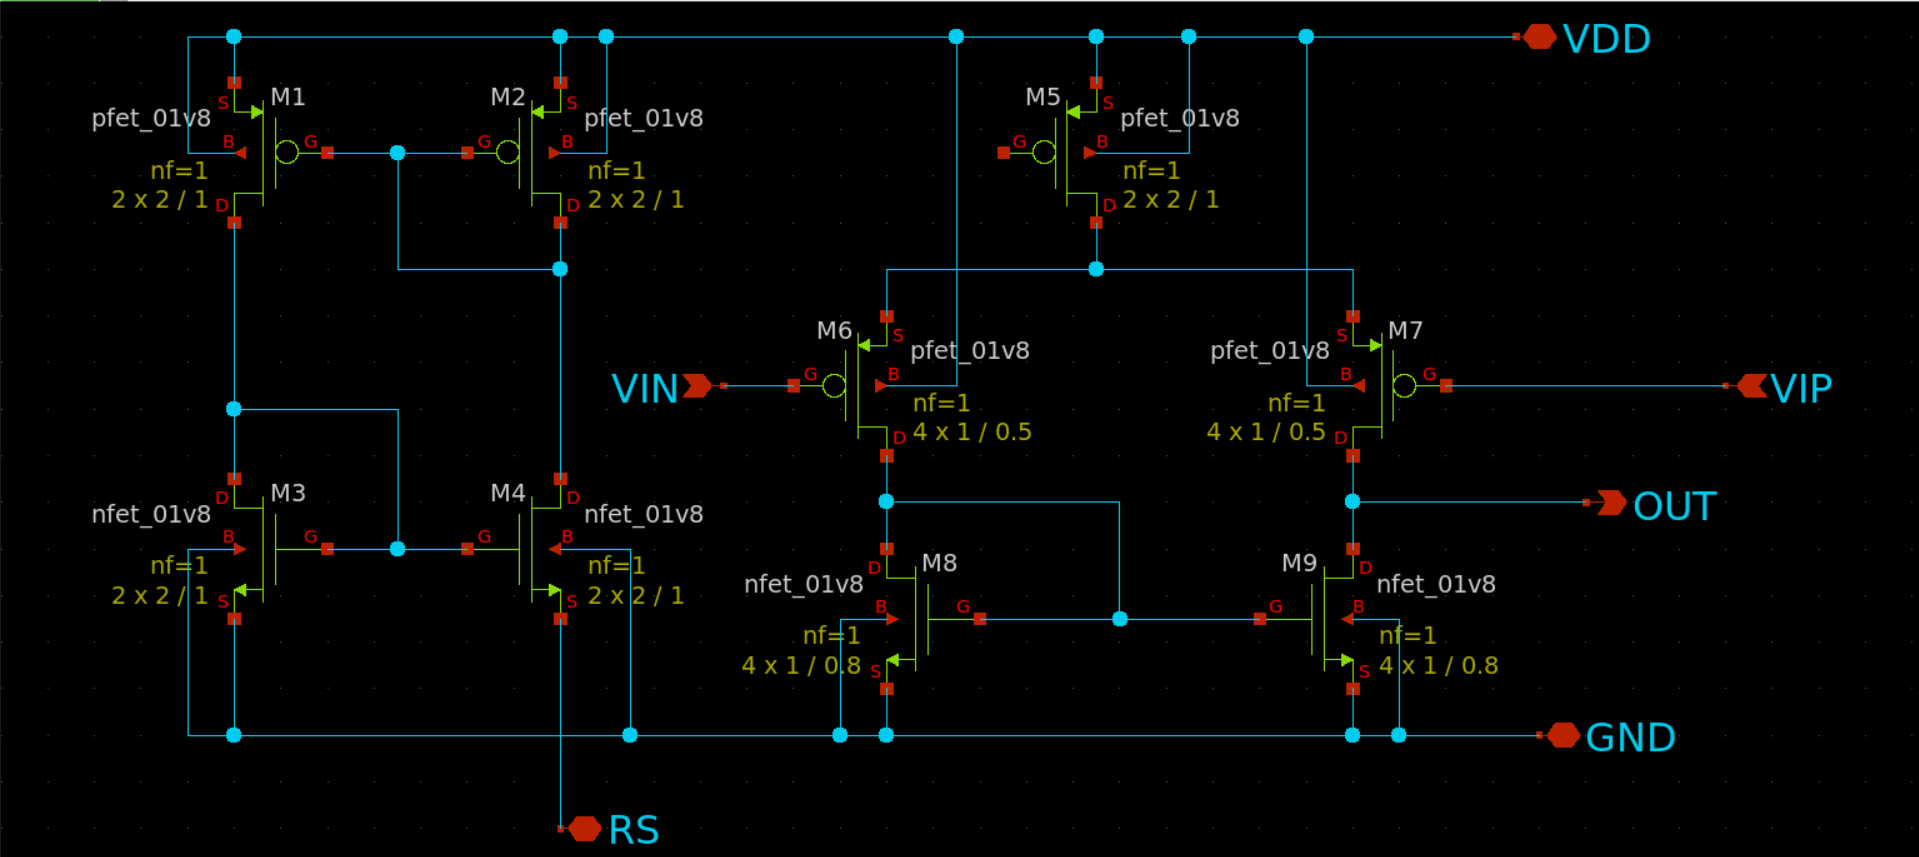 VDD
S
M1
pfet_01v8
B
G
nf=1
2 x 2 / 1
D
M2
S
pfet_01v8
G
B
nf=1
2 x 2 / 1
D
M5
S
pfet_01v8
G
B
nf=1
2 x 2 / 1
D
VIN
M6
S
pfet_01v8
G
B
nf=1
4 x 1 / 0.5
D
M7
S
pfet_01v8
B
G
nf=1
4 x 1 / 0.5
D
VIP
D
M3
nfet_01v8
B
G
nf=1
2 x 2 / 1
S
M4
D
nfet_01v8
G
B
nf=1
2 x 2 / 1
S
OUT
D
M8
nfet_01v8
B
G
nf=1
4 x 1 / 0.8
S
M9
D
nfet_01v8
G
B
nf=1
4 x 1 / 0.8
S
GND
RS